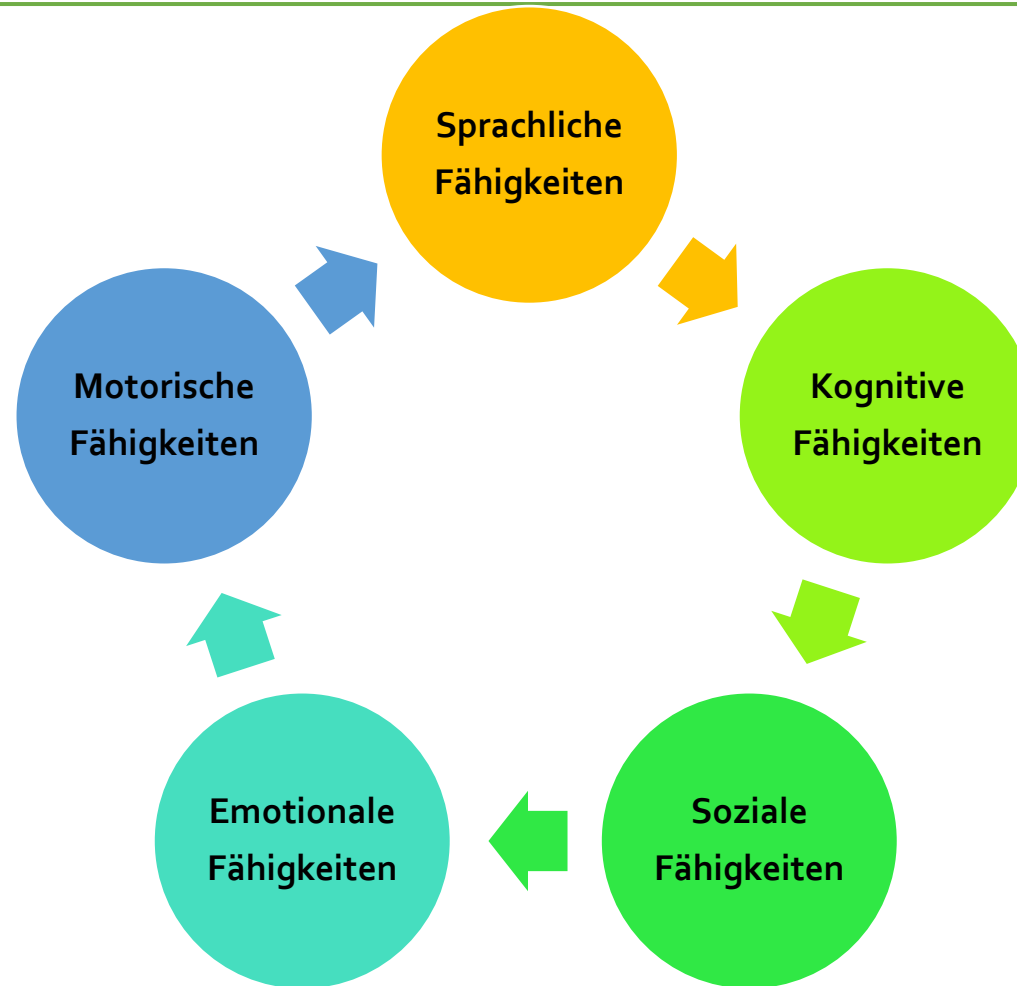 Sprachliche
Fähigkeiten
Motorische
Fähigkeiten
Kognitive
Fähigkeiten
Emotionale
Fähigkeiten
Soziale
Fähigkeiten